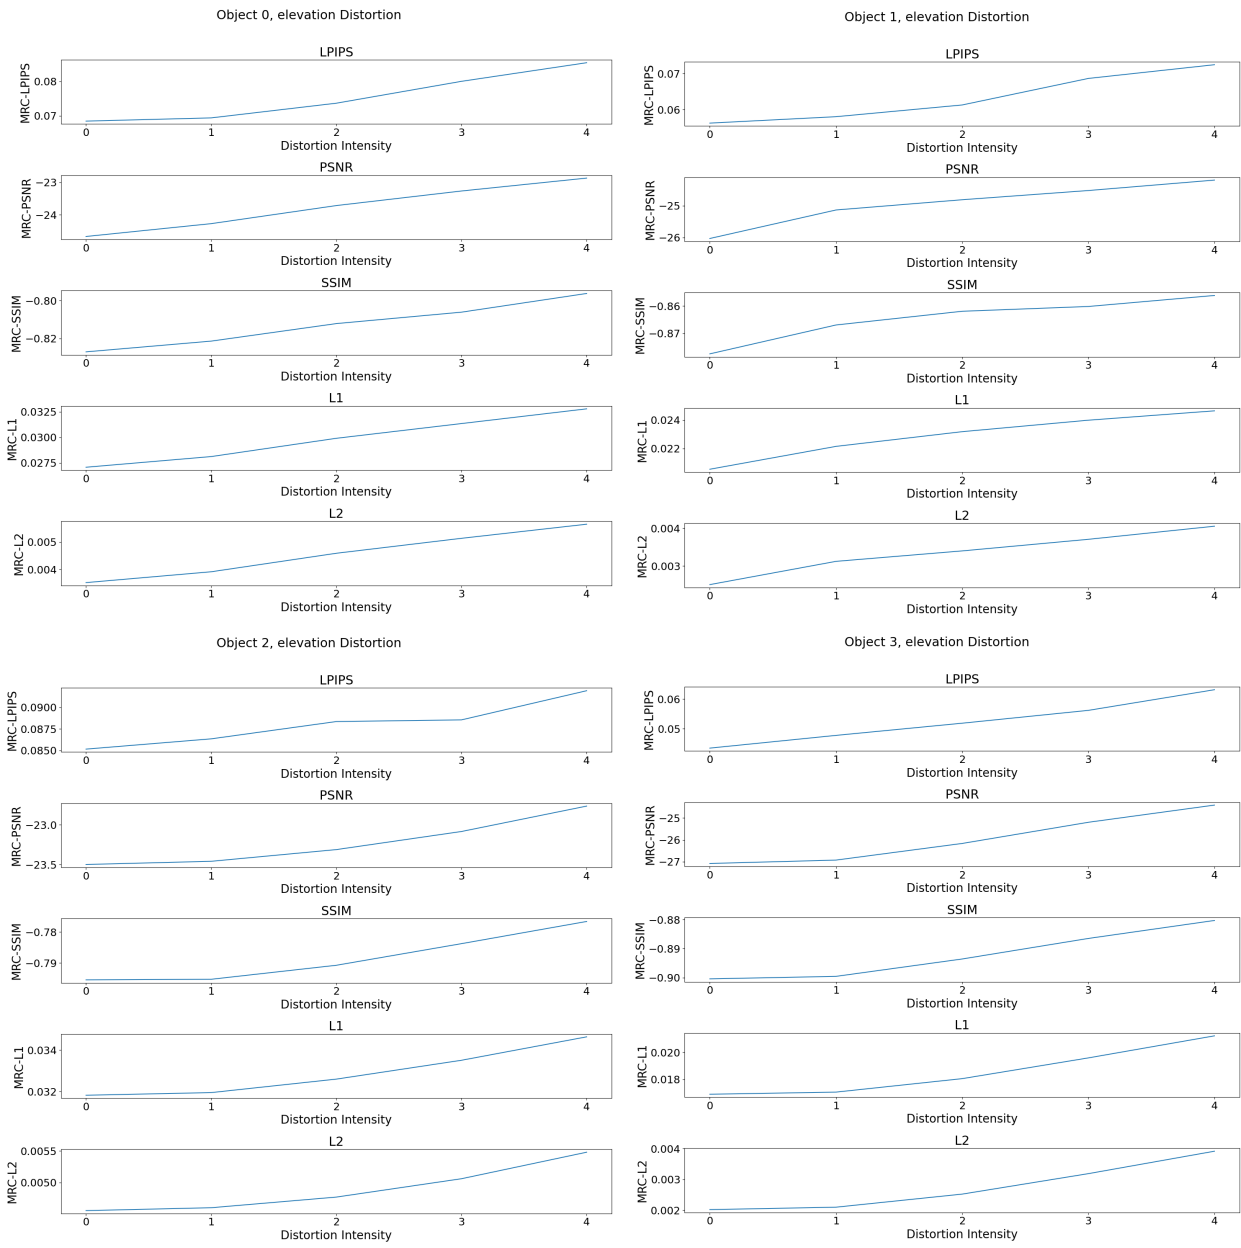 Object 0, elevation Distortion
LPIPS
MRC-LPIPS
0.08
0.07
0 1 2 3 4
Distortion Intensity
PSNR
MRC-PSNR
−23
−24
0 1 2 3 4
Distortion Intensity
SSIM
MRC-SSIM
−0.80
−0.82
0 1 2 3 4
Distortion Intensity
L1
MRC-L1
0.0325
0.0300
0.0275
0 1 2 3 4
Distortion Intensity
L2
MRC-L2
0.005
0.004
0 1 2 3 4
Distortion Intensity
Object 1, elevation Distortion
LPIPS
MRC-LPIPS
0.07
0.06
0 1 2 3 4
Distortion Intensity
PSNR
MRC-PSNR
−25
−26
0 1 2 3 4
Distortion Intensity
SSIM
MRC-SSIM
−0.86
−0.87
0 1 2 3 4
Distortion Intensity
L1
MRC-L1
0.024
0.022
0 1 2 3 4
Distortion Intensity
L2
MRC-L2
0.004
0.003
0 1 2 3 4
Distortion Intensity
Object 2, elevation Distortion
LPIPS
MRC-LPIPS
0.0900
0.0875
0.0850
0 1 2 3 4
Distortion Intensity
PSNR
MRC-PSNR
−23.0
−23.5
0 1 2 3 4
Distortion Intensity
SSIM
MRC-SSIM
−0.78
−0.79
0 1 2 3 4
Distortion Intensity
L1
MRC-L1
0.034
0.032
0 1 2 3 4
Distortion Intensity
L2
MRC-L2
0.0055
0.0050
0 1 2 3 4
Distortion Intensity
Object 3, elevation Distortion
LPIPS
MRC-LPIPS
0.06
0.05
0 1 2 3 4
Distortion Intensity
PSNR
MRC-PSNR
−25
−26
−27
0 1 2 3 4
Distortion Intensity
SSIM
MRC-SSIM
−0.88
−0.89
−0.90
0 1 2 3 4
Distortion Intensity
L1
MRC-L1
0.020
0.018
0 1 2 3 4
Distortion Intensity
L2
MRC-L2
0.004
0.003
0.002
0 1 2 3 4
Distortion Intensity